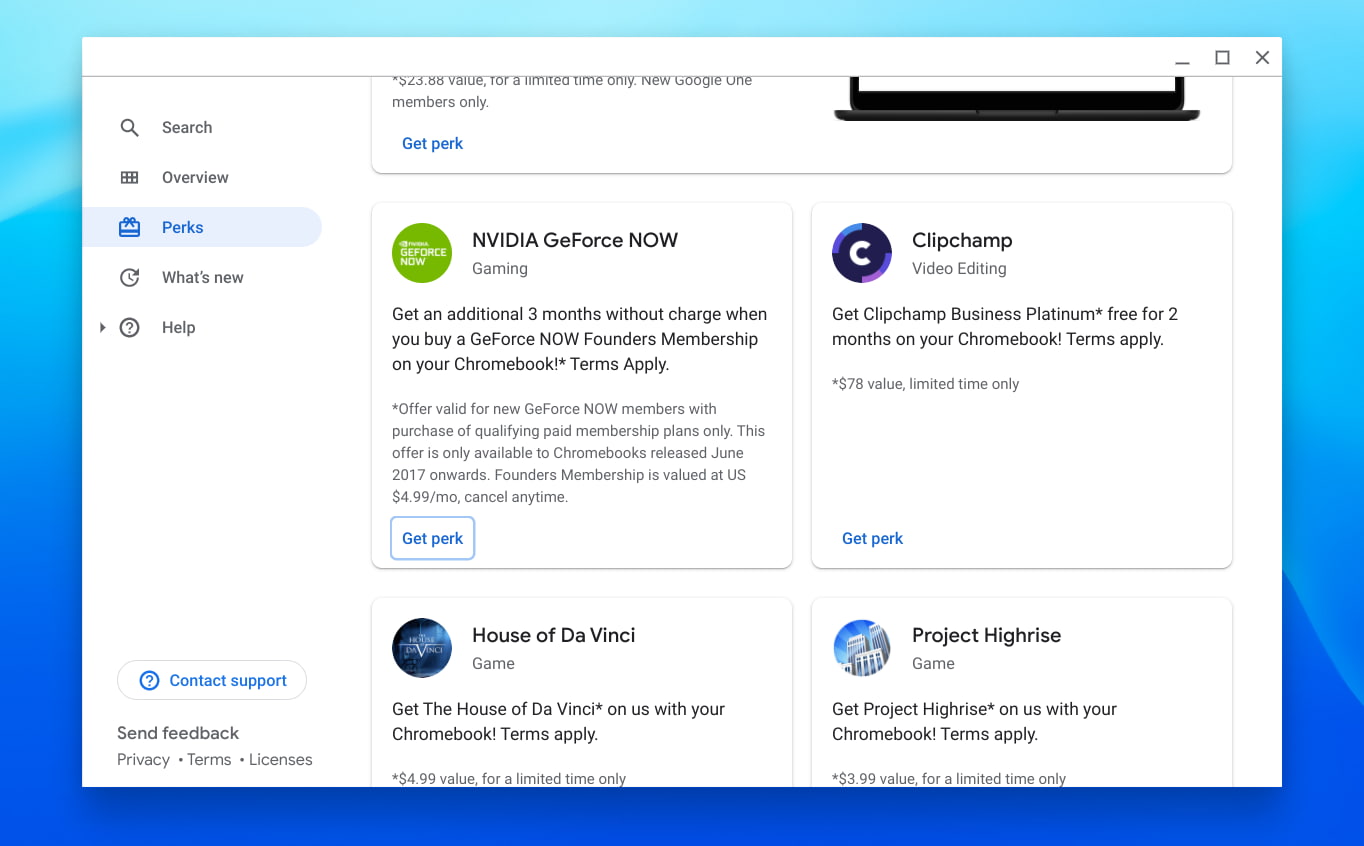 Search
Overview
Perks
What’s new
Help
Contact support
Send feedback
Privacy • Terms • Licenses
*$23.88 value, for a limited time only. New Google One
members only.
Get perk
NVIDIA
GEFORCE
NOW
NVIDIA GeForce NOW
Gaming
Get an additional 3 months without charge when
you buy a GeForce NOW Founders Membership
on your Chromebook!* Terms Apply.
*Offer valid for new GeForce NOW members with
purchase of qualifying paid membership plans only. This
offer is only available to Chromebooks released June
2017 onwards. Founders Membership is valued at US
$4.99/mo, cancel anytime.
Get perk
C
Clipchamp
Video Editing
Get Clipchamp Business Platinum* free for 2
months on your Chromebook! Terms apply.
*$78 value, limited time only
Get perk
THE
HOUSE
OF
DA VINCI
House of Da Vinci
Game
Get The House of Da Vinci* on us with your
Chromebook! Terms apply.
*$4.99 value, for a limited time only
Project Highrise
Game
Get Project Highrise* on us with your
Chromebook! Terms apply.
*$3.99 value, for a limited time only